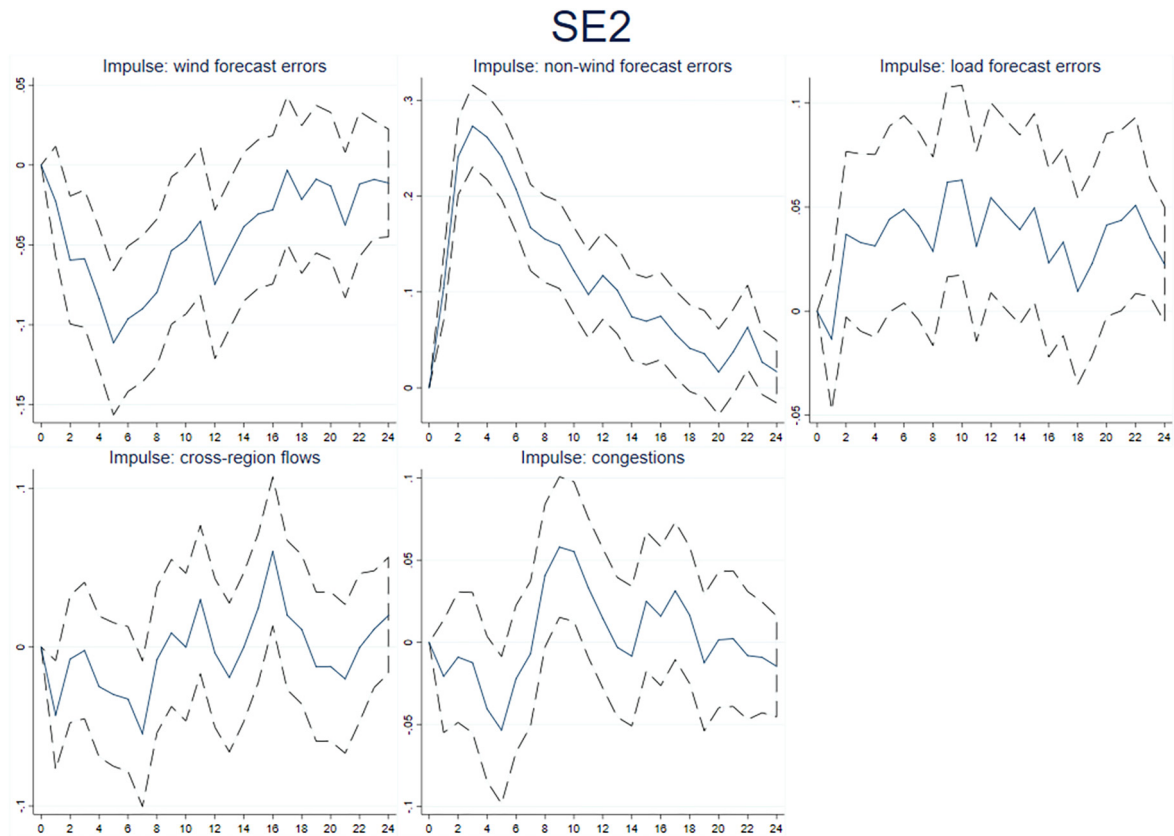 SE2
Impulse: wind forecast errors
Impulse: non-wind forecast errors
Impulse: load forecast errors
.05
0
-.05
-.1
-.15
0 2 4 6 8 10 12 14 16 18 20 22 24
.3
.2
.1
0
0 2 4 6 8 10 12 14 16 18 20 22 24
.1
.05
0
-.05
0 2 4 6 8 10 12 14 16 18 20 22 24
Impulse: cross-region flows
Impulse: congestions
.1
0
-.1
0 2 4 6 8 10 12 14 16 18 20 22 24
.1
.05
0
-.05
-.1
0 2 4 6 8 10 12 14 16 18 20 22 24